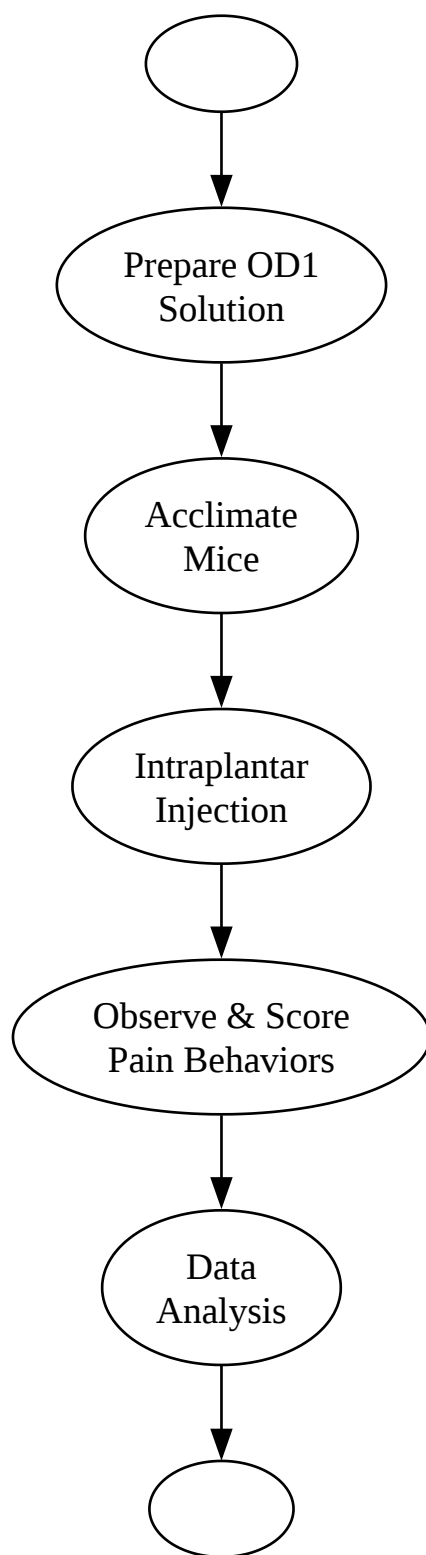 Prepare OD1
Solution
Acclimate
Mice
Intraplantar
Injection
Observe & Score
Pain Behaviors
Data
Analysis